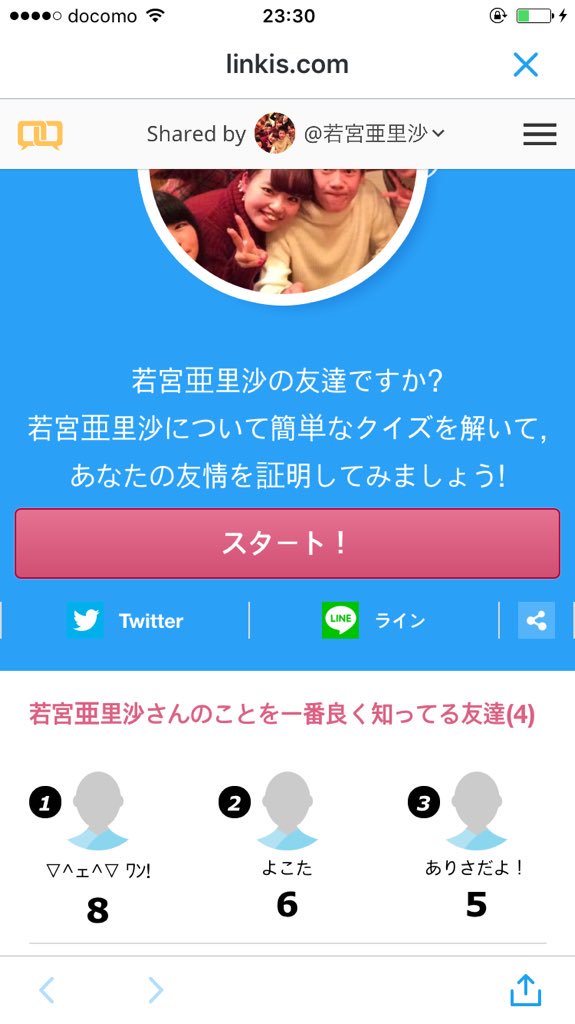 docomo
23:30
linkis.com
Shared by @若宮亜里沙
若宮亜里沙の友達ですか?
若宮亜里沙について簡単なクイズを解いて,
あなたの友情を証明してみましょう!
スタート！
Twitter
LINE
ライン
若宮亜里沙さんのことを一番良く知ってる友達(4)
1 2 3
▽^ェ^▽ ﾜﾝ! よこた ありさだよ！
8 6 5